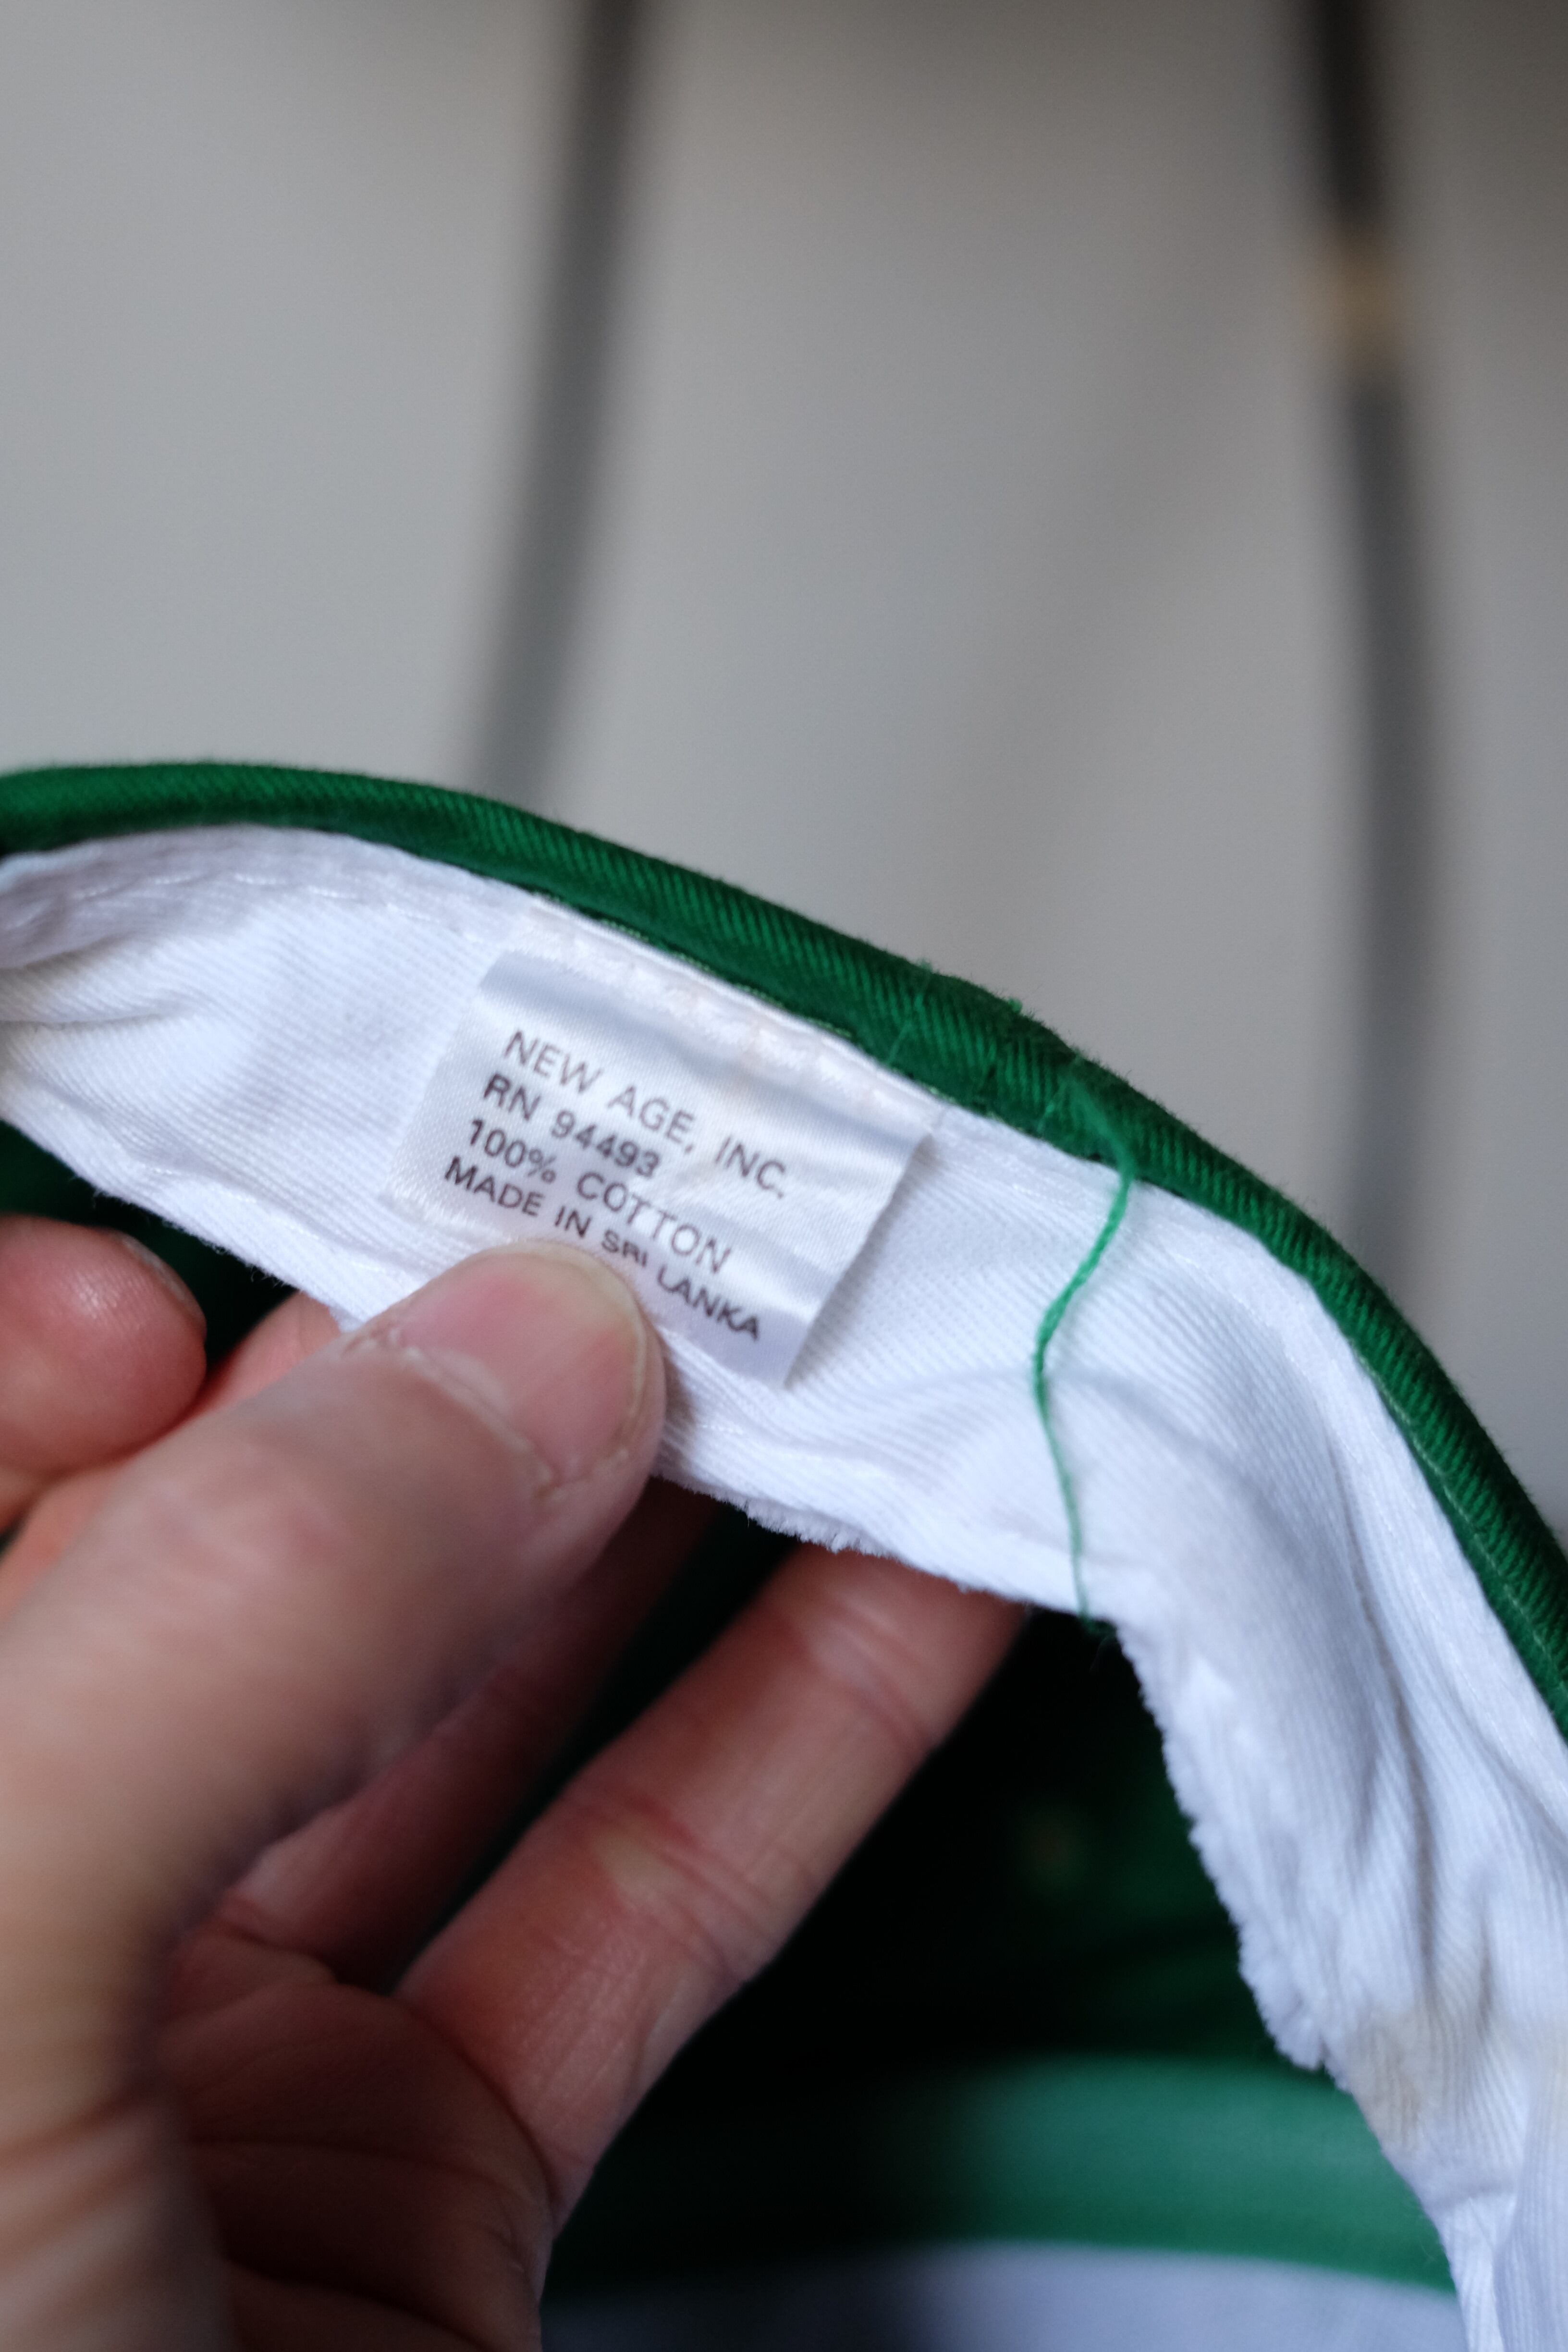 NEW AGE, INC.
RN 94493
100% COTTON
MADE IN SRI LANKA